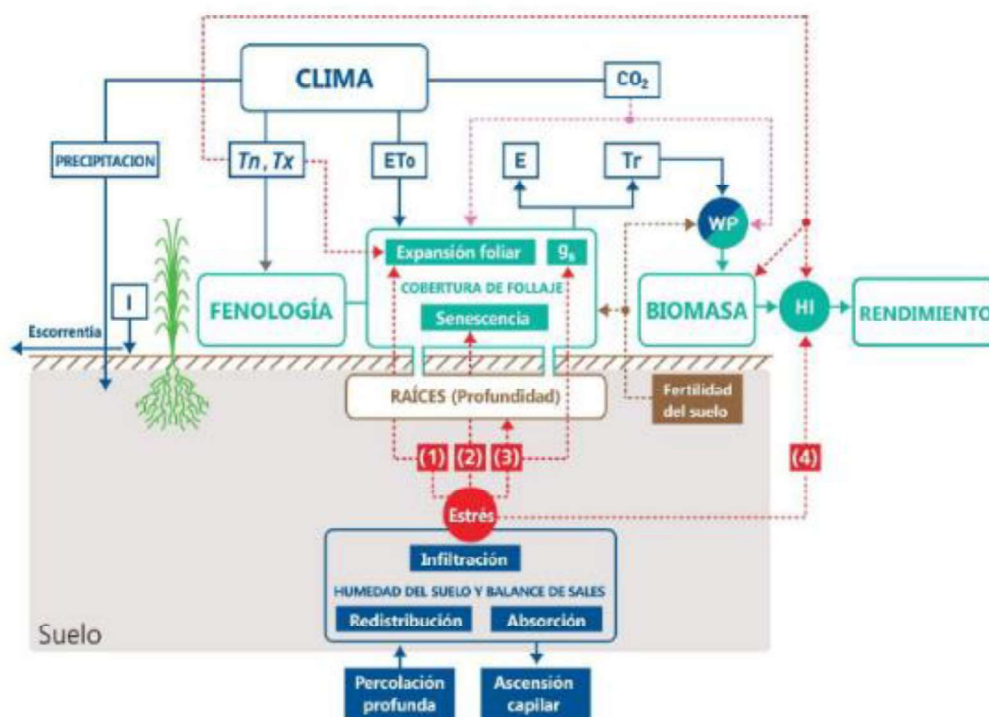 CLIMA
CO₂
PRECIPITACION
Tn, Tx
ETo
E
Tr
WP
Expansión foliar
gs
COBERTURA DE FOLLAJE
Senescencia
FENOLOGÍA
BIOMASA
HI
RENDIMIENTO
I
Escorrentia
RAÍCES (Profundidad)
Fertilidad
del suelo
(1)
(2)
(3)
(4)
Estrés
Infiltración
HUMEDAD DEL SUELO Y BALANCE DE SALES
Redistribución
Absorción
Suelo
Percolación
profunda
Ascensión
capilar